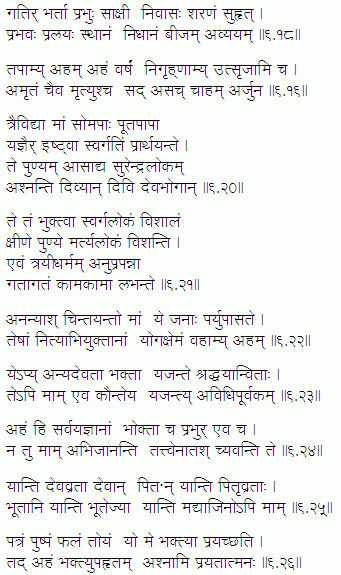 गतिर् भर्ता प्रभुः साक्षी निवासः शरणं सुहृत् ।
प्रभवः प्रलयः स्थानं निधानं बीजम् अव्ययम् ॥९.१८॥
तपाम्य् अहम् अहं वर्षं निगृह्णाम्य् उत्सृजामि च ।
अमृतं चैव मृत्युश्च सद् असच् चाहम् अर्जुन ॥९.१९॥
त्रैविद्या मां सोमपाः पूतपापा
यज्ञैर् इष्ट्वा स्वर्गतिं प्रार्थयन्ते ।
ते पुण्यम् आसाद्य सुरेन्द्रलोकम्
अश्नन्ति दिव्यान् दिवि देवभोगान् ॥९.२०॥
ते तं भुक्त्वा स्वर्गलोकं विशालं
क्षीणे पुण्ये मर्त्यलोकं विशन्ति ।
एवं त्रयीधर्मम् अनुप्रपन्ना
गतागतं कामकामा लभन्ते ॥९.२१॥
अनन्याश् चिन्तयन्तो मां ये जनाः पर्युपासते ।
तेषां नित्याभियुक्तानां योगक्षेमं वहाम्य् अहम् ॥९.२२॥
येऽप्य् अन्यदेवता भक्ता यजन्ते श्रद्धयान्विताः ।
तेऽपि माम् एव कौन्तेय यजन्त्य् अविधिपूर्वकम् ॥९.२३॥
अहं हि सर्वयज्ञानां भोक्ता च प्रभुर् एव च ।
न तु माम् अभिजानन्ति तत्त्वेनातश् च्यवन्ति ते ॥९.२४॥
यान्ति देवव्रता देवान् पितॄन् यान्ति पितृव्रताः ।
भूतानि यान्ति भूतेज्या यान्ति मद्याजिनोऽपि माम् ॥९.२५॥
पत्रं पुष्पं फलं तोयं यो मे भक्त्या प्रयच्छति ।
तद् अहं भक्त्युपहृतम् अश्नामि प्रयतात्मनः ॥९.२६॥